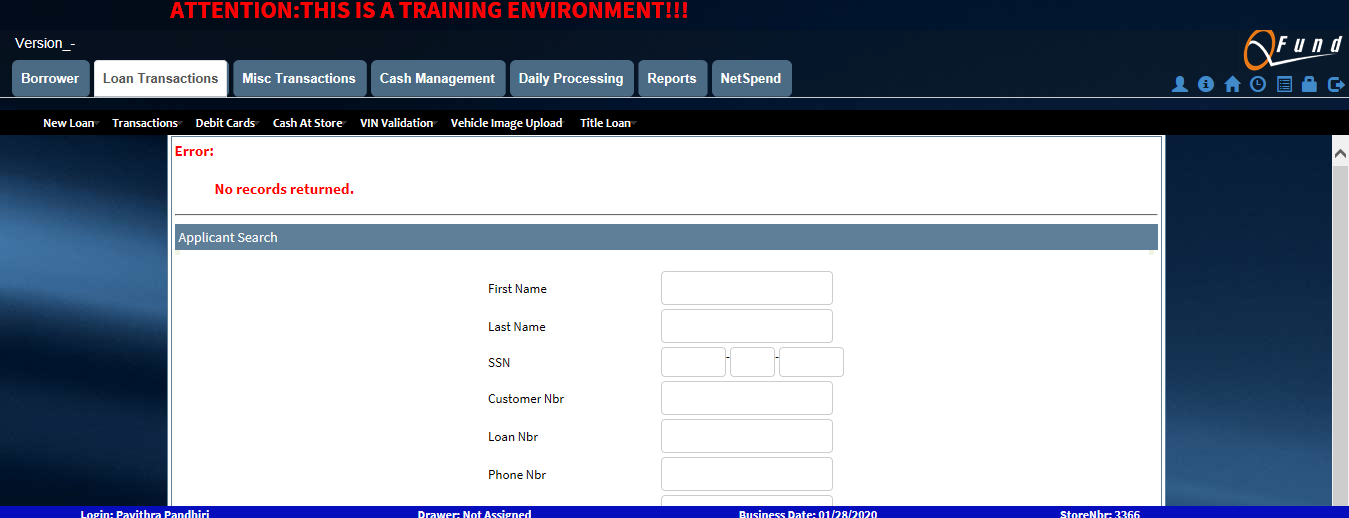 ATTENTION:THIS IS A TRAINING ENVIRONMENT!!!
Version_-
QFund
Borrower Loan Transactions Misc Transactions Cash Management Daily Processing Reports NetSpend
New Loan Transactions Debit Cards Cash At Store VIN Validation Vehicle Image Upload Title Loan
Error:
No records returned.
Applicant Search
First Name
Last Name
SSN - -
Customer Nbr
Loan Nbr
Phone Nbr
Login: Pavithra Pandhiri Drawer: Not Assigned Business Date: 01/28/2020 StoreNbr: 3366